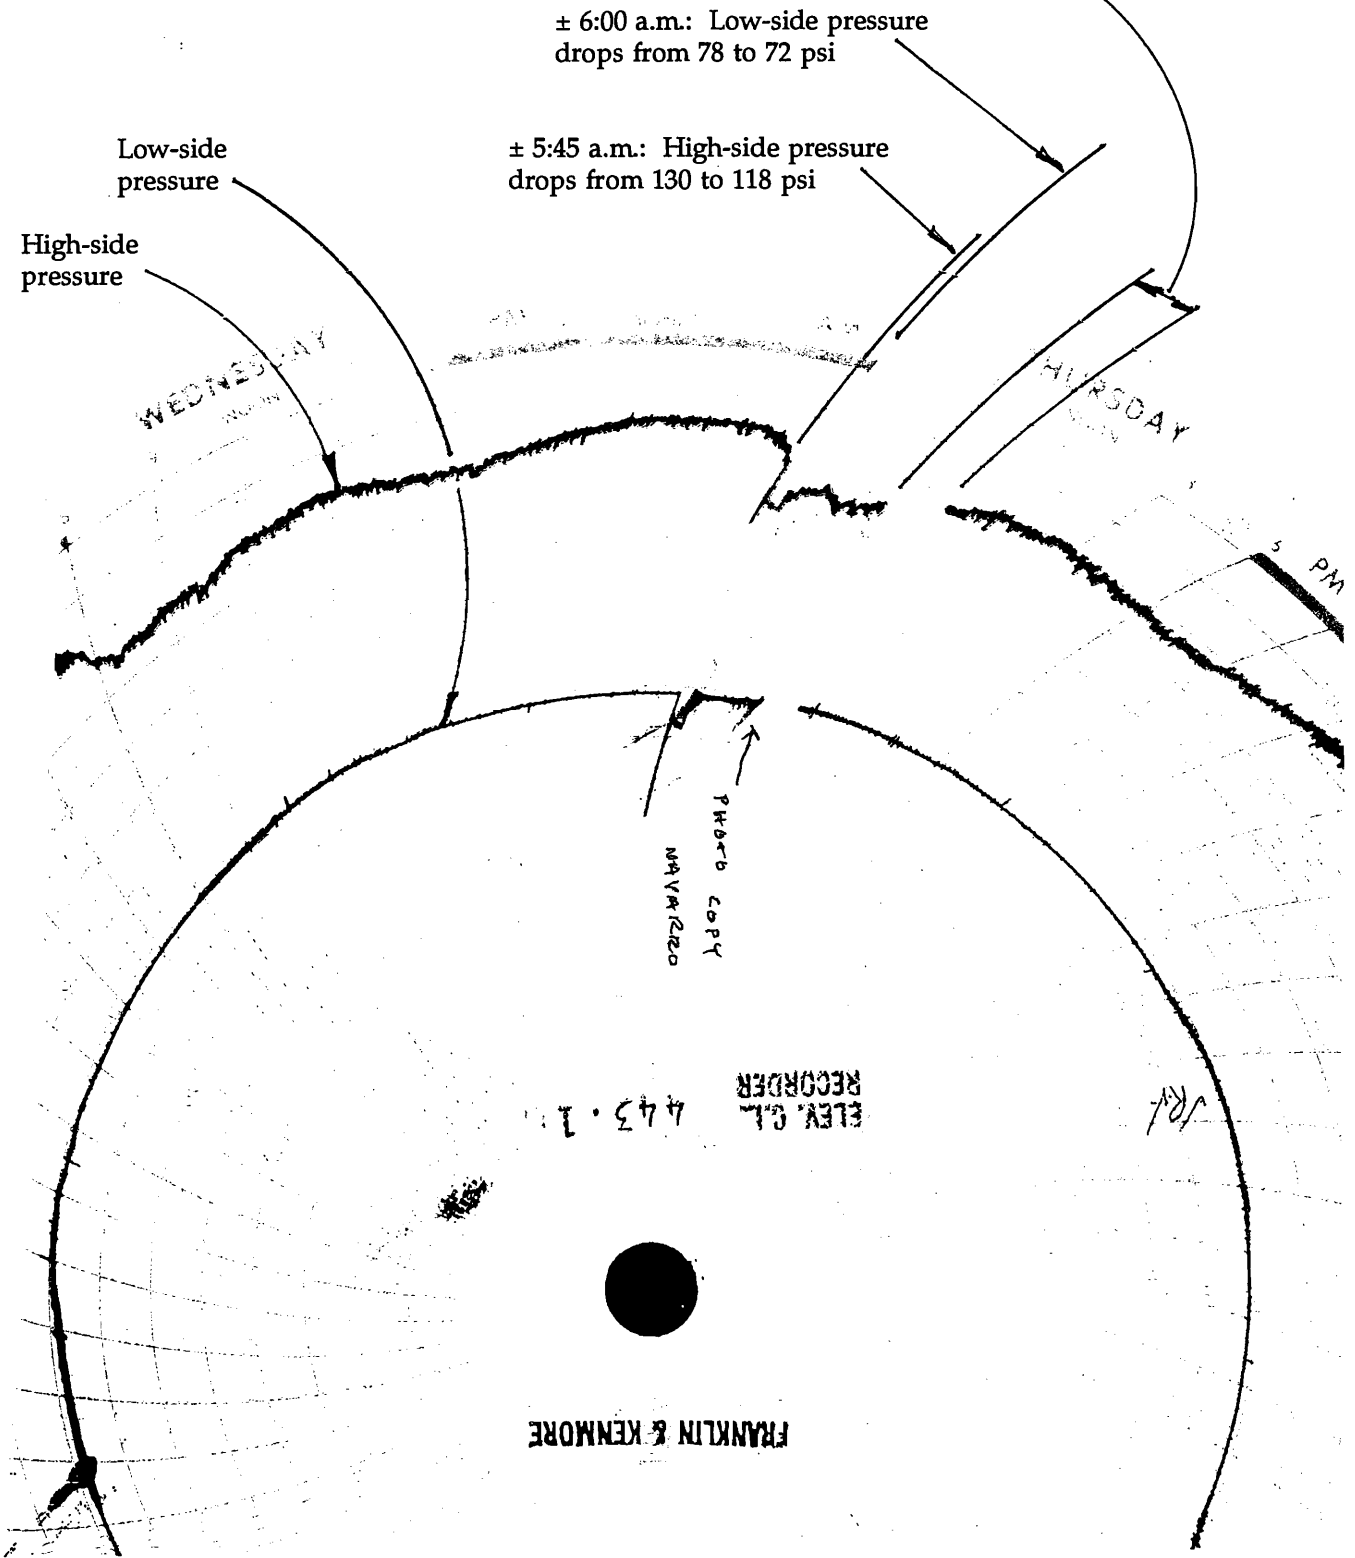 ± 6:00 a.m.: Low-side pressure
drops from 78 to 72 psi
± 5:45 a.m.: High-side pressure
drops from 130 to 118 psi
Low-side
pressure
High-side
pressure
WEDNESDAY
NOON
THURSDAY
PM
PHOTO COPY
NAVARRO
ELEV. C.L.
RECORDER
443.1
FRANKLIN & KENMORE